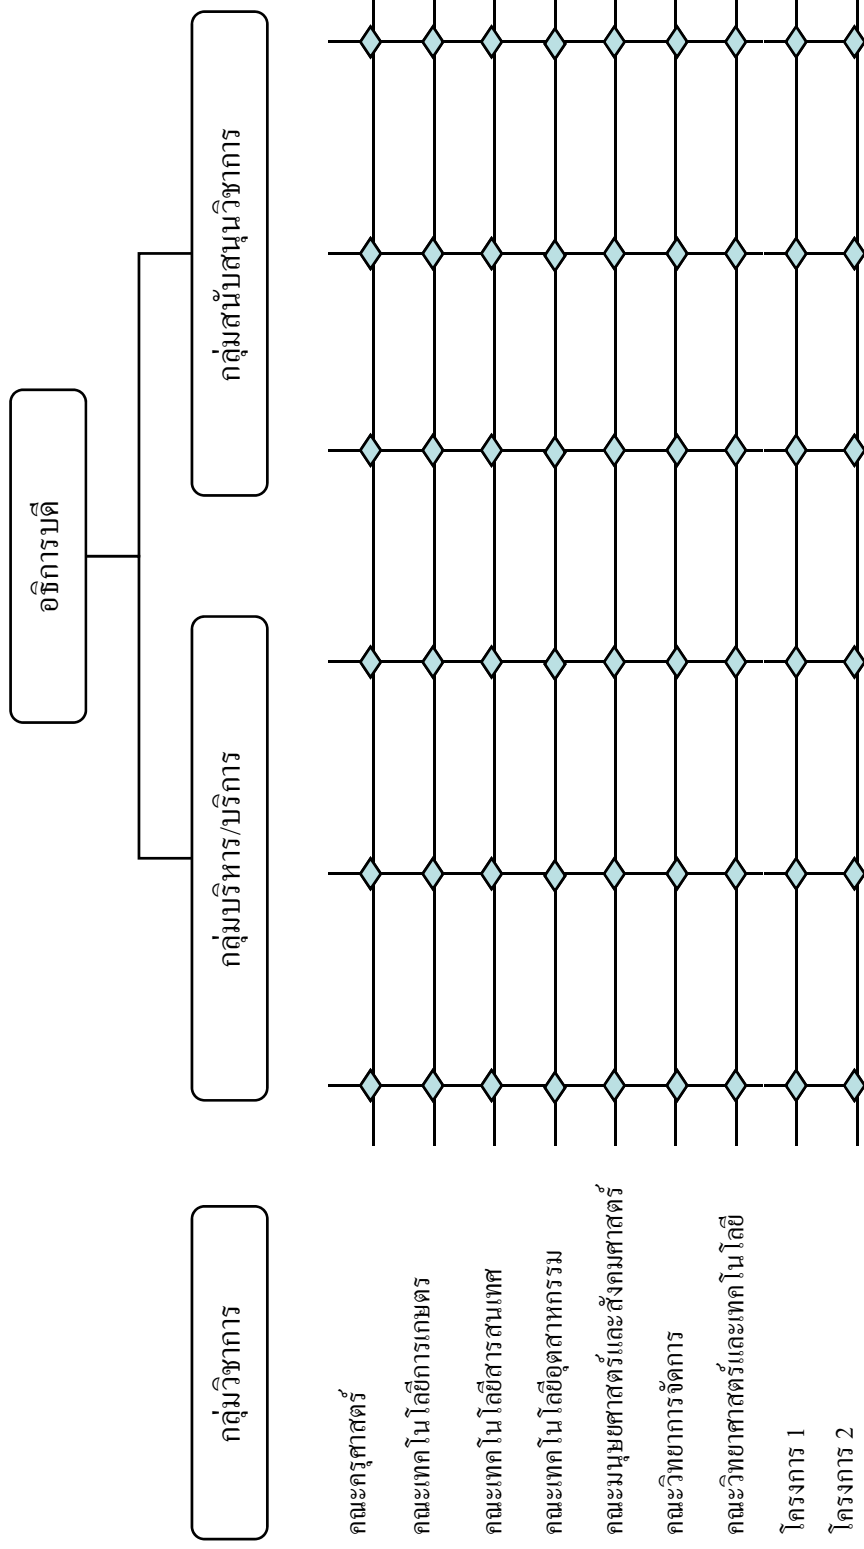 อธิการบดี
กลุ่มวิชาการ
กลุ่มบริหาร/บริการ
กลุ่มสนับสนุนวิชาการ
คณะครุศาสตร์
คณะเทคโนโลยีการเกษตร
คณะเทคโนโลยีสารสนเทศ
คณะเทคโนโลยีอุตสาหกรรม
คณะมนุษยศาสตร์และสังคมศาสตร์
คณะวิทยาการจัดการ
คณะวิทยาศาสตร์และเทคโนโลยี
โครงการ 1
โครงการ 2